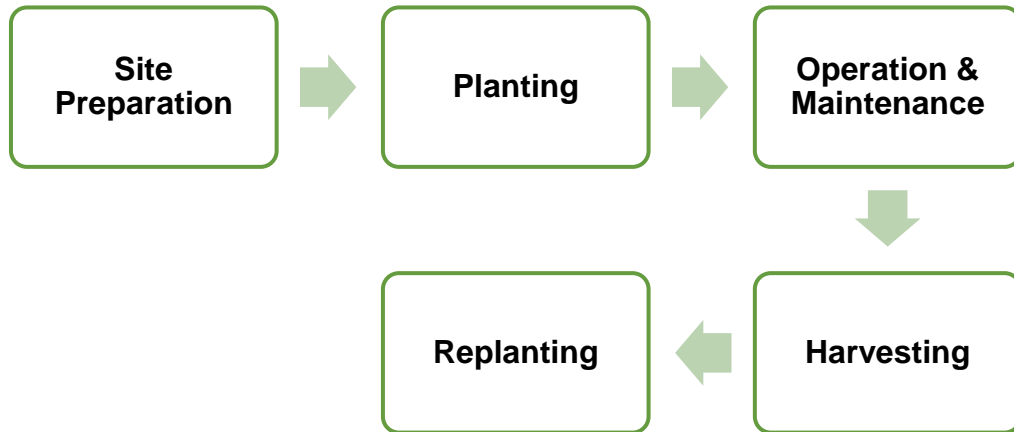 Site
Preparation
Planting
Operation &
Maintenance
Harvesting
Replanting